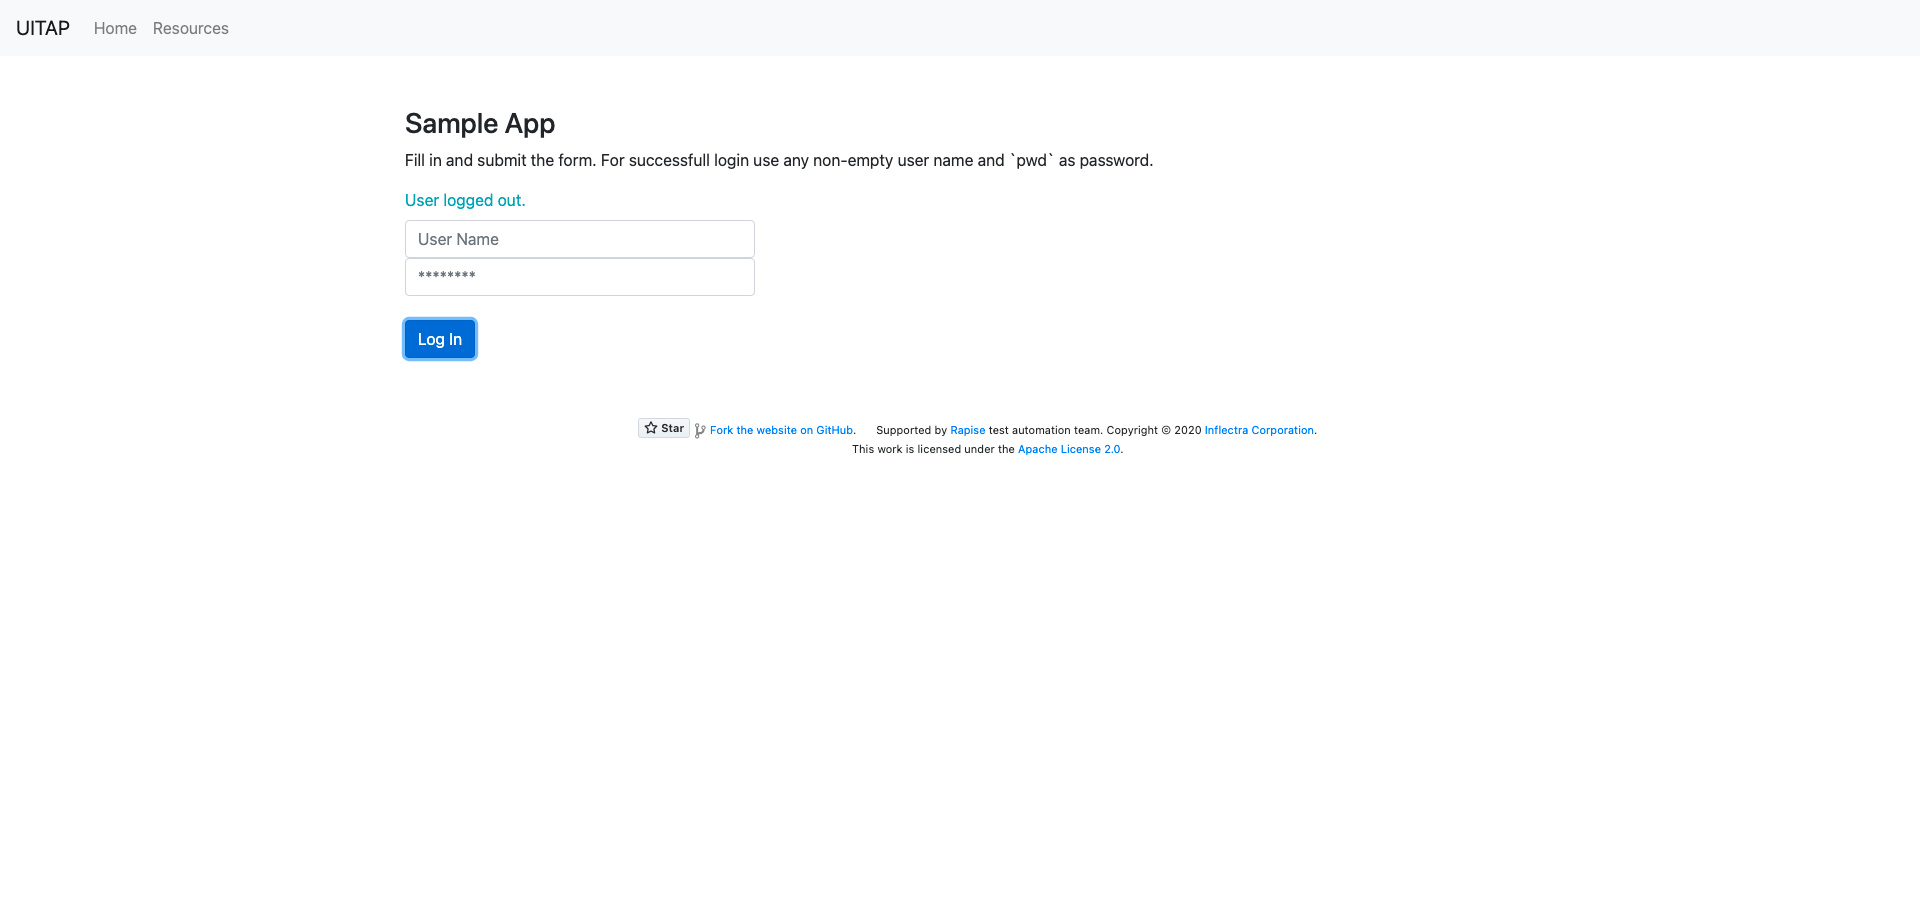 UITAP Home Resources
Sample App
Fill in and submit the form. For successfull login use any non-empty user name and `pwd` as password.
User logged out.
User Name
********
Log In
Star Fork the website on GitHub. Supported by Rapise test automation team. Copyright © 2020 Inflectra Corporation.
This work is licensed under the Apache License 2.0.